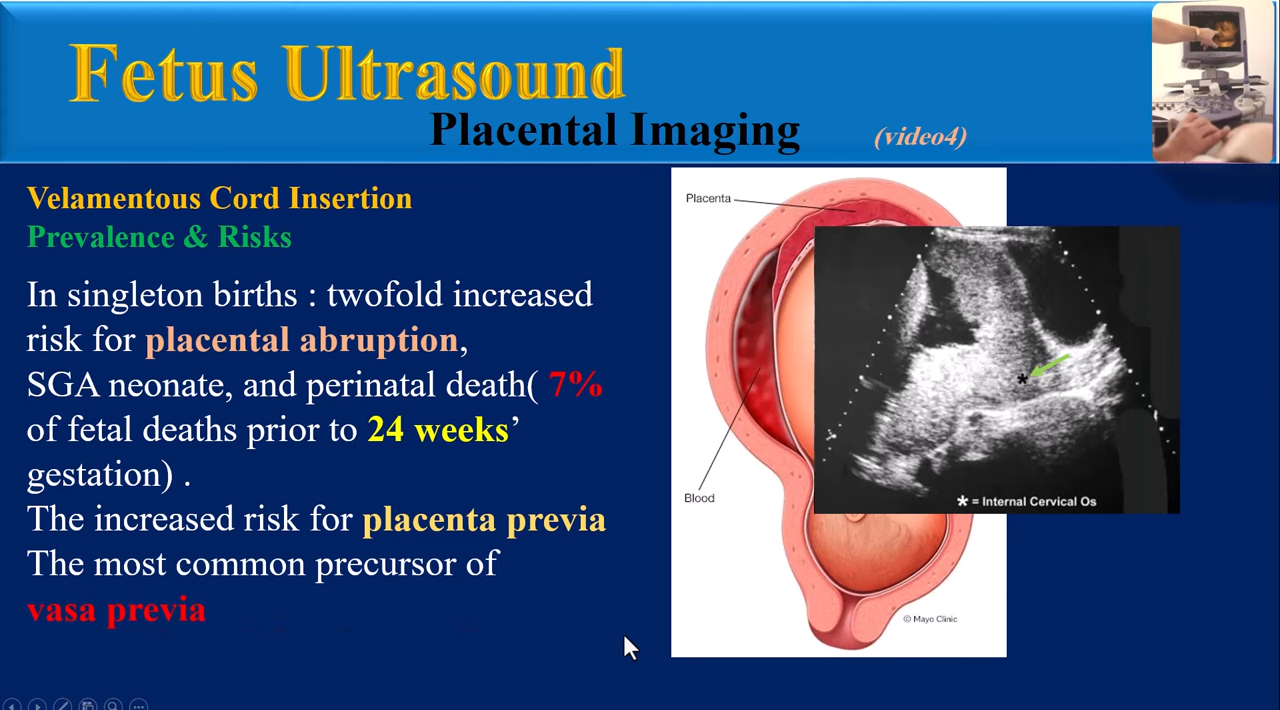 Fetus Ultrasound
Placental Imaging
(video4)
Velamentous Cord Insertion
Prevalence & Risks
In singleton births : twofold increased
risk for placental abruption,
SGA neonate, and perinatal death( 7%
of fetal deaths prior to 24 weeks’
gestation) .
The increased risk for placenta previa
The most common precursor of
vasa previa
Placenta
Blood
* = Internal Cervical Os
© Mayo Clinic